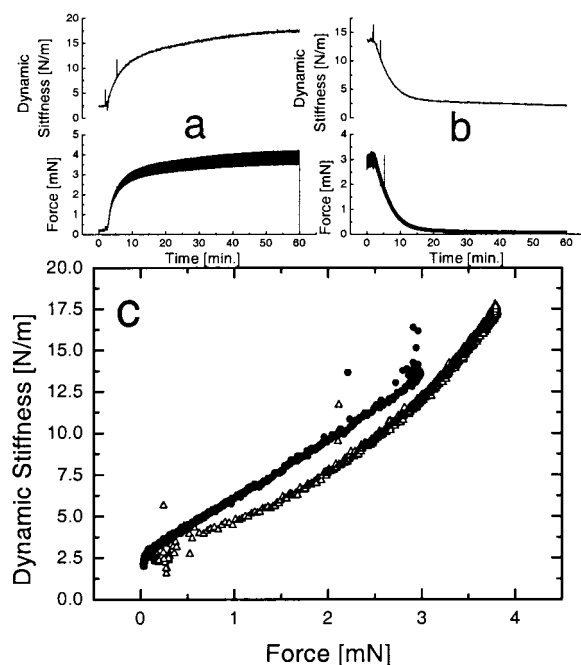 20
15
10
5
0
Dynamic
Stiffness [N/m]
a
5
4
3
2
1
0
Force [mN]
0 10 20 30 40 50 60
Time [min.]
15
10
5
0
Dynamic
Stiffness [N/m]
b
4
3
2
1
0
Force [mN]
0 10 20 30 40 50 60
Time [min.]
C
20.0
17.5
15.0
12.5
10.0
7.5
5.0
2.5
0.0
Dynamic Stiffness [N/m]
0 1 2 3 4
Force [mN]